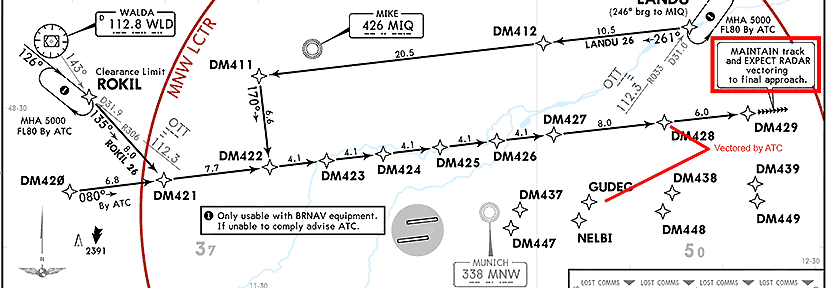 WALDA
D 112.8 WLD
126°
143°
Clearance Limit
ROKIL
48-30
MHA 5000
FL80 By ATC
D31.9
R306
OTT
112.3
135°
8.0
ROKIL 26
MNW LCTR
MIKE
426 MIQ
DM411
170°
6.6
20.5
DM412
10.5
LANDU 26
261°
LANDU
(246° brg to MIQ)
MHA 5000
FL80 By ATC
D31.0
R033
OTT
112.3
MAINTAIN track
and EXPECT RADAR
vectoring
to final approach.
DM420
6.8
080°
By ATC
DM421
7.7
DM422
4.1
DM423
4.1
DM424
4.1
DM425
4.1
DM426
4.1
DM427
8.0
DM428
6.0
DM429
Vectored by ATC
DM437
DM447
GUDEG
NELBI
DM438
DM448
DM439
DM449
2391
1 Only usable with BRNAV equipment.
If unable to comply advise ATC.
37
50
MUNICH
338 MNW
11-30
12-30
LOST COMMS LOST COMMS LOST COMMS LOST COMMS